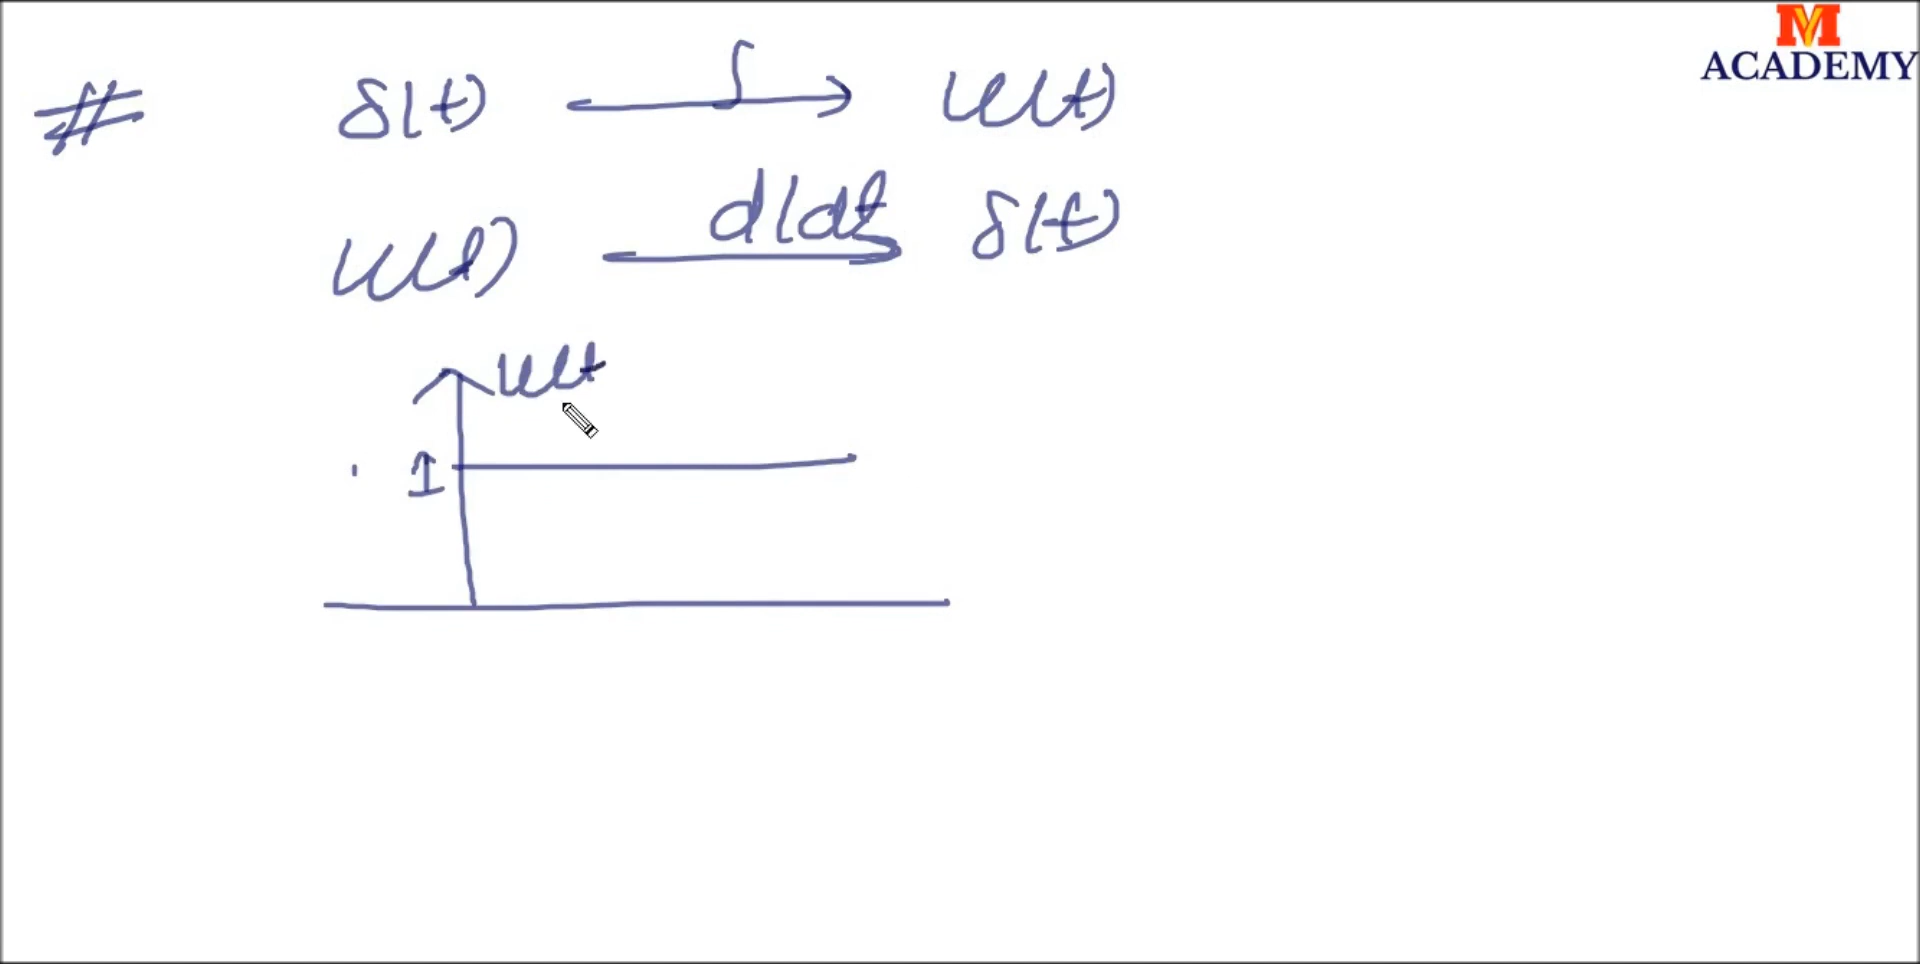 M
ACADEMY
# δ(t) ∫ u(t)
u(t) d/dt δ(t)
u(t
1